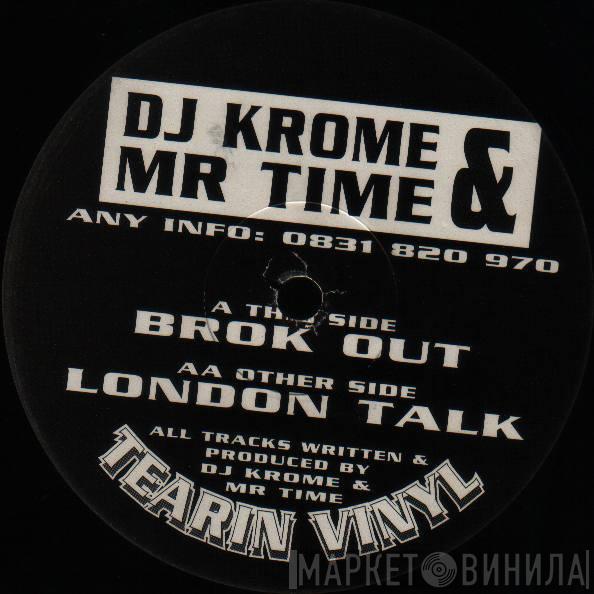 DJ KROME &
MR TIME
ANY INFO: 0831 820 970
A THIS SIDE
BROK OUT
AA OTHER SIDE
LONDON TALK
ALL TRACKS WRITTEN &
PRODUCED BY
DJ KROME &
MR TIME
TEARIN VINYL
МАРКЕТ ВИНИЛА